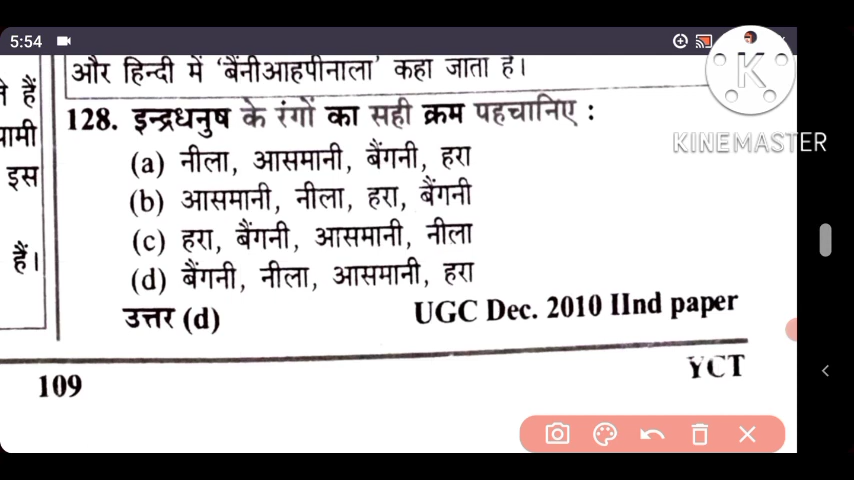 5:54
और हिन्दी में 'बैंनीआहपीनाला' कहा जाता है।
K
KINEMASTER
ने हैं
पामी
इस
हैं।
128. इन्द्रधनुष के रंगों का सही क्रम पहचानिए :
(a) नीला, आसमानी, बैंगनी, हरा
(b) आसमानी, नीला, हरा, बैंगनी
(c) हरा, बैंगनी, आसमानी, नीला
(d) बैंगनी, नीला, आसमानी, हरा
उत्तर (d) UGC Dec. 2010 IInd paper
109 YCT